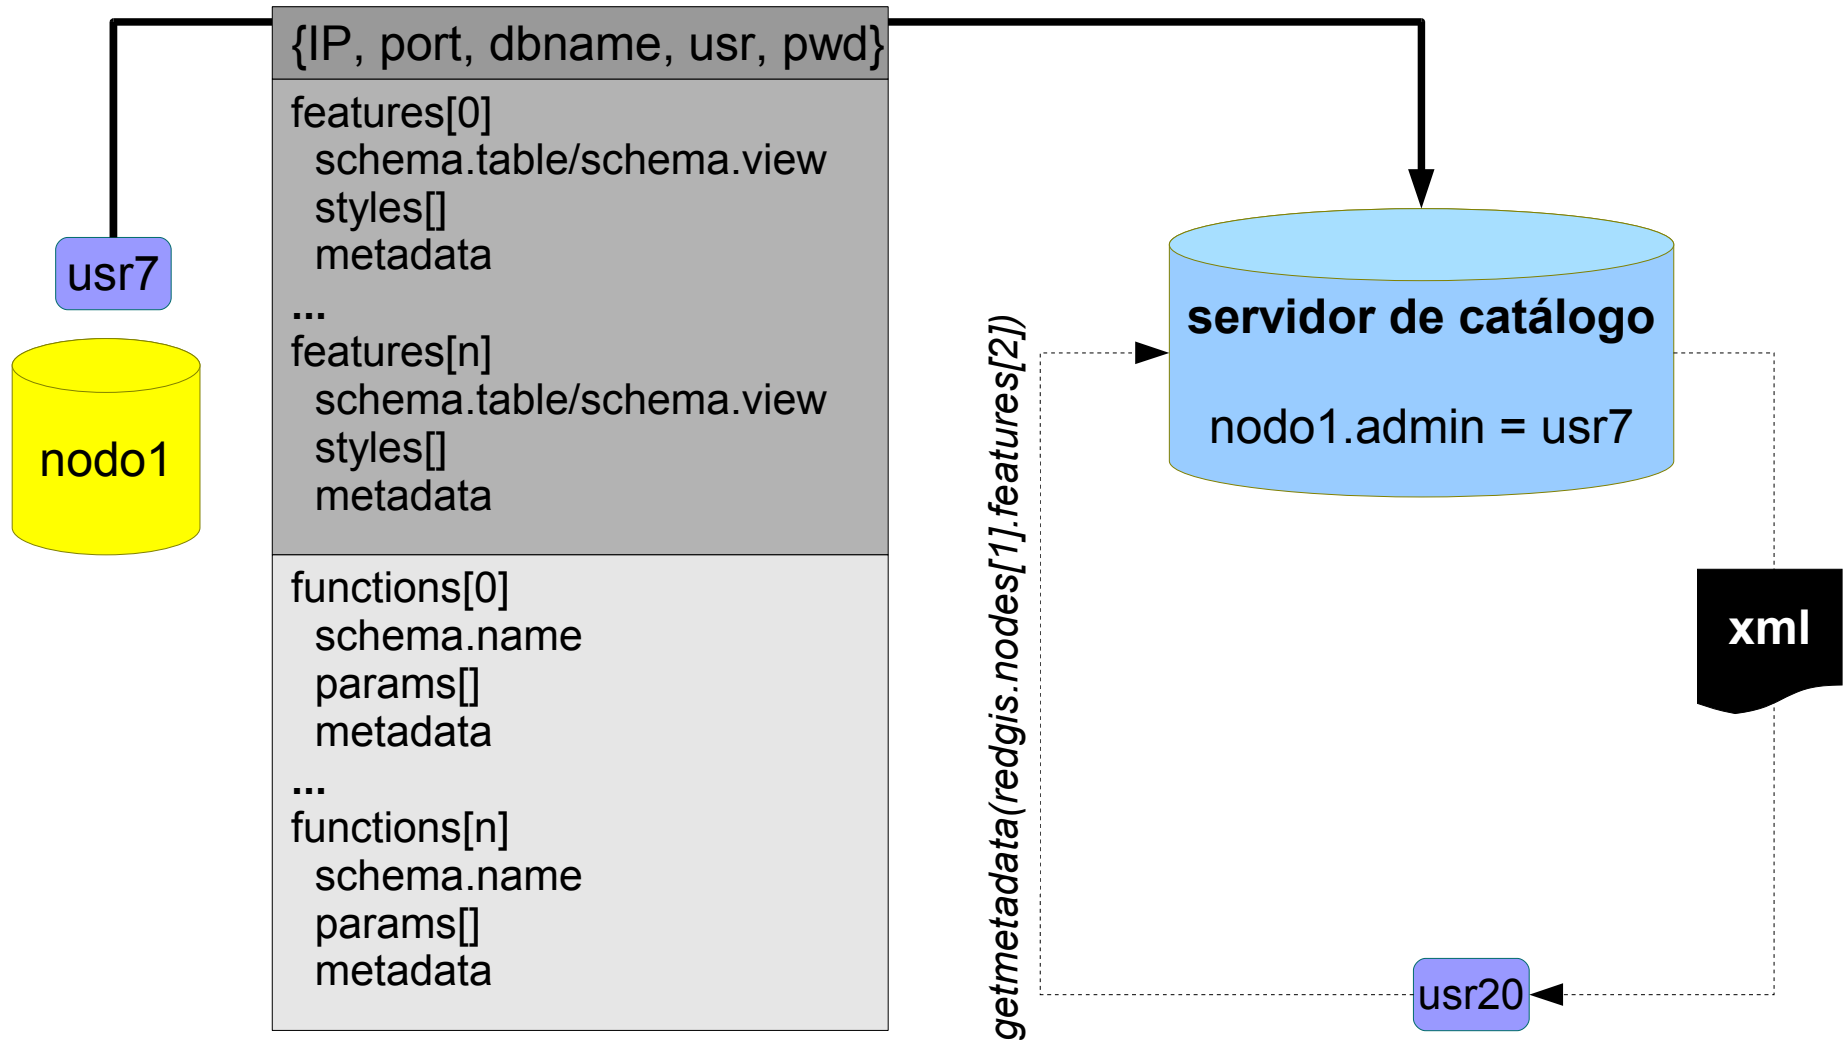 {IP, port, dbname, usr, pwd}
features[0]
schema.table/schema.view
styles[]
metadata
...
features[n]
schema.table/schema.view
styles[]
metadata
functions[0]
schema.name
params[]
metadata
...
functions[n]
schema.name
params[]
metadata
usr7
nodo1
getmetadata(redgis.nodes[1].features[2])
servidor de catálogo
nodo1.admin = usr7
xml
usr20